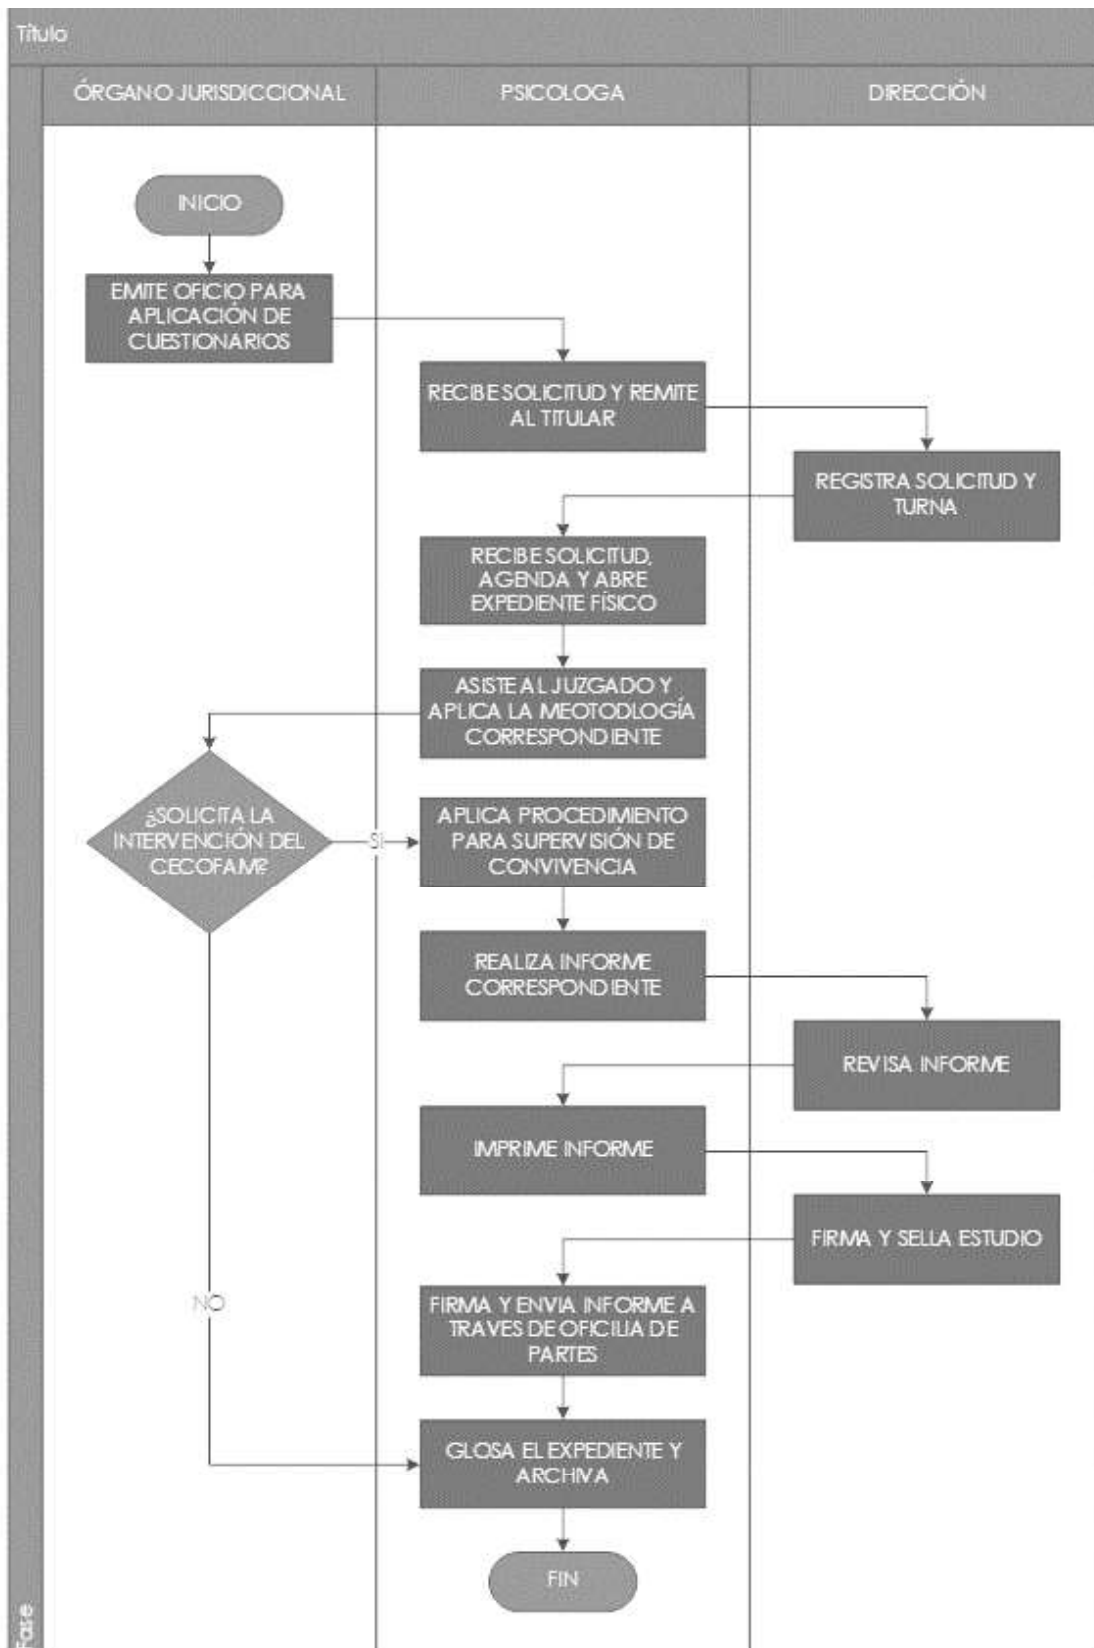 Título
ÓRGANO JURISDICCIONAL
PSICOLOGA
DIRECCIÓN
INICIO
EMITE OFICIO PARA
APLICACIÓN DE
CUESTIONARIOS
RECIBE SOLICITUD Y REMITE
AL TITULAR
REGISTRA SOLICITUD Y
TURNA
RECIBE SOLICITUD,
AGENDA Y ABRE
EXPEDIENTE FÍSICO
ASISTE AL JUZGADO Y
APLICA LA MEOTODLOGÍA
CORRESPONDIENTE
¿SOLICITA LA
INTERVENCIÓN DEL
CECOFAM?
SI
APLICA PROCEDIMIENTO
PARA SUPERVISIÓN DE
CONVIVENCIA
REALIZA INFORME
CORRESPONDIENTE
REVISA INFORME
IMPRIME INFORME
FIRMA Y SELLA ESTUDIO
NO
FIRMA Y ENVIA INFORME A
TRAVES DE OFICILIA DE
PARTES
GLOSA EL EXPEDIENTE Y
ARCHIVA
FIN
Fase